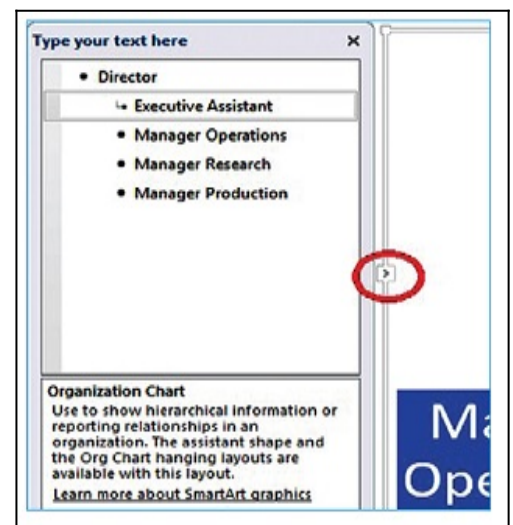 Type your text here
Director
Executive Assistant
Manager Operations
Manager Research
Manager Production
Organization Chart
Use to show hierarchical information or
reporting relationships in an
organization. The assistant shape and
the Org Chart hanging layouts are
available with this layout.
Learn more about SmartArt graphics